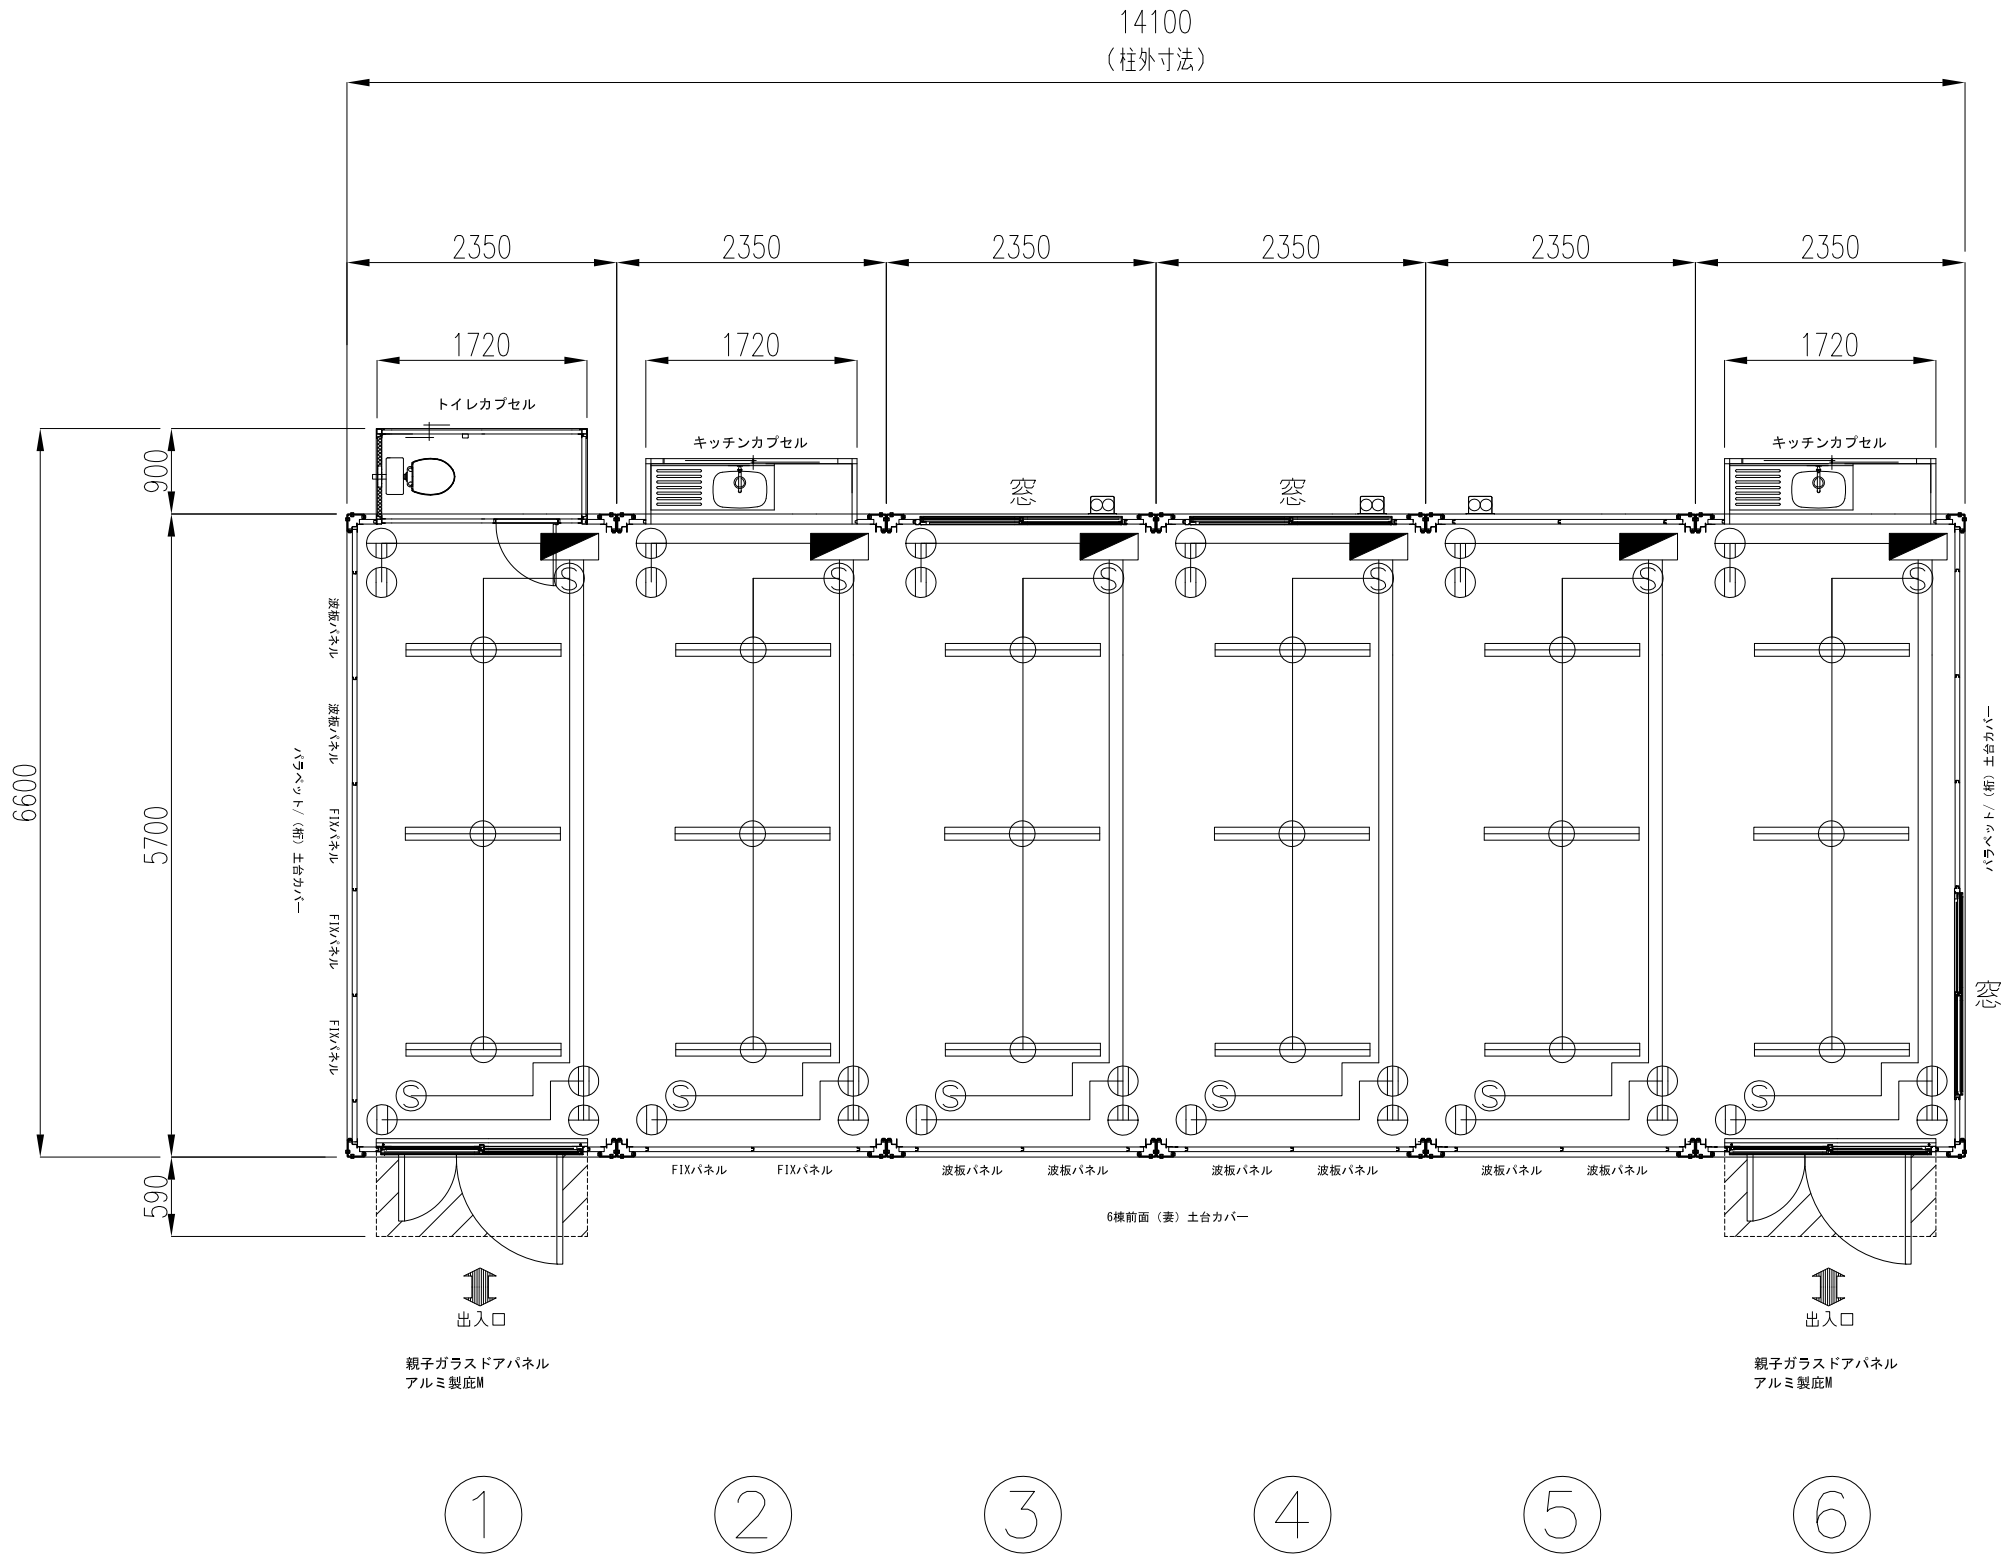 14100
(柱外寸法)
2350
2350
2350
2350
2350
2350
1720
1720
1720
トイレカプセル
キッチンカプセル
キッチンカプセル
窓
窓
900
6600
5700
590
S
S
S
S
S
S
波板パネル
波板パネル
FIXパネル
FIXパネル
FIXパネル
パラペット/(桁)土台カバー
パラペット/(桁)土台カバー
窓
S
S
S
S
S
S
FIXパネル
FIXパネル
波板パネル
波板パネル
波板パネル
波板パネル
波板パネル
波板パネル
6棟前面(妻)土台カバー
出入口
出入口
親子ガラスドアパネル
アルミ製庇M
親子ガラスドアパネル
アルミ製庇M
1
2
3
4
5
6